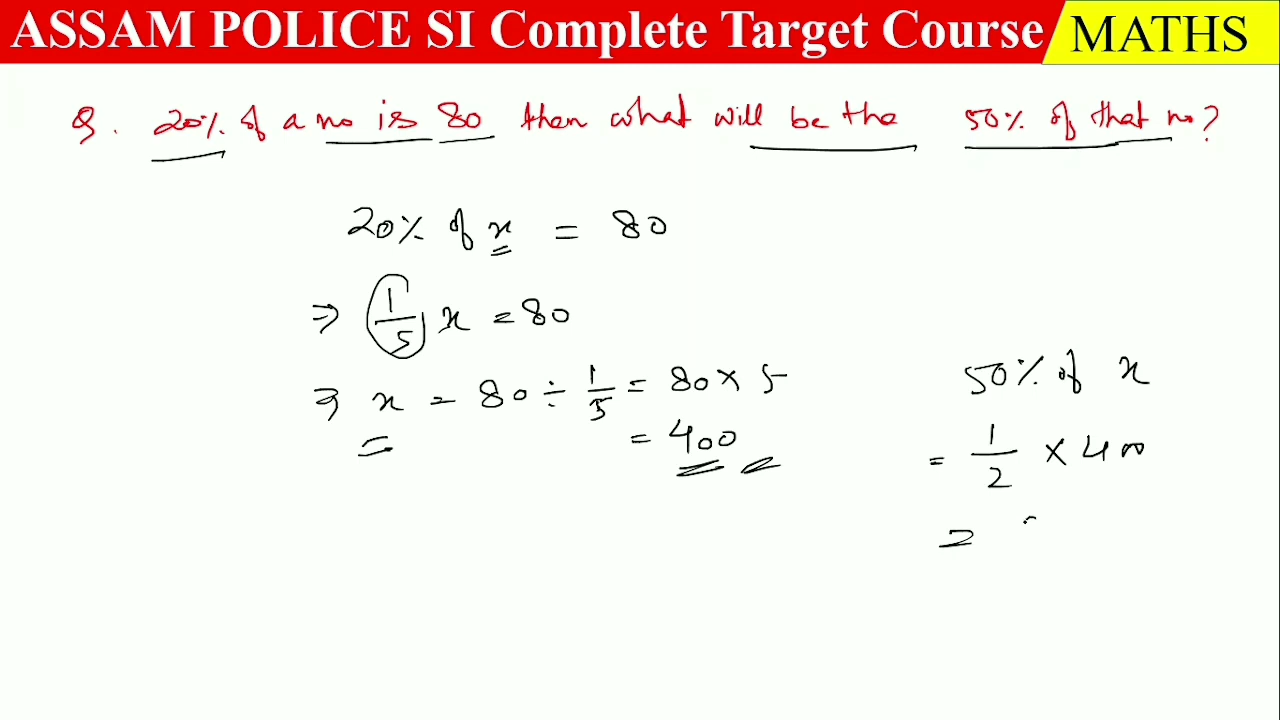 ASSAM POLICE SI Complete Target Course MATHS
Q. 20% of a no is 80 then what will be the 50% of that no?
20% of x = 80
⇒ (1/5) x = 80
⇒ x = 80 ÷ 1/5 = 80 × 5
= 400
50% of x
= 1/2 × 400
=